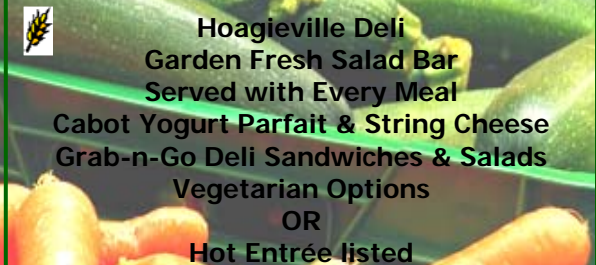 Hoagieville Deli
Garden Fresh Salad Bar
Served with Every Meal
Cabot Yogurt Parfait & String Cheese
Grab-n-Go Deli Sandwiches & Salads
Vegetarian Options
OR
Hot Entrée listed